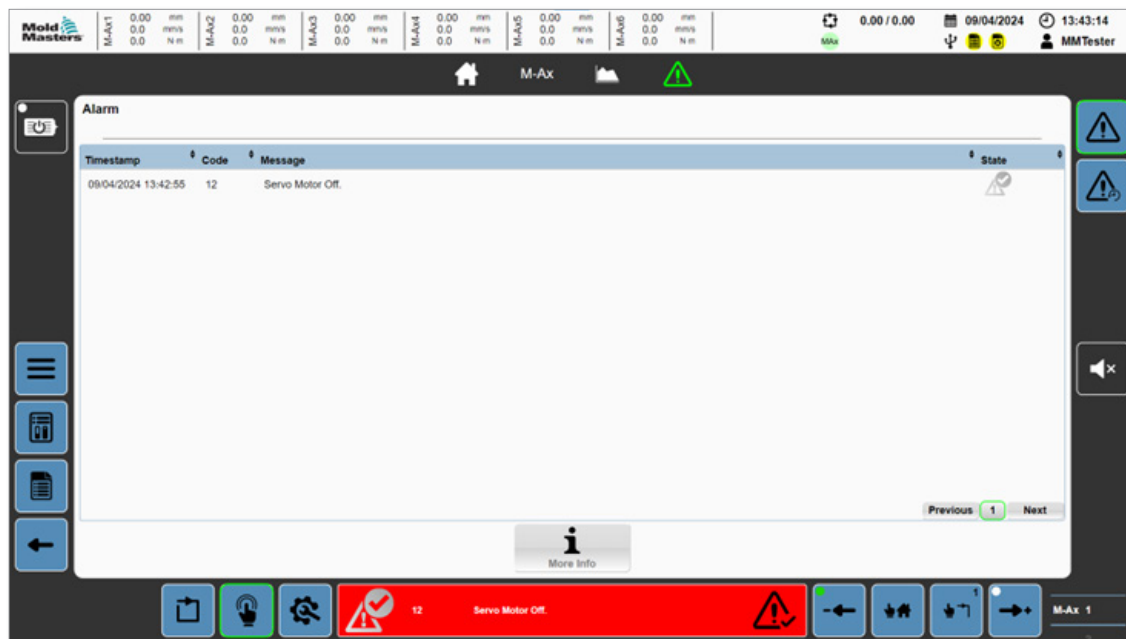 Mold
Masters
M-Ax1 0.00 mm
0.0 mm/s
0.0 N·m
M-Ax2 0.00 mm
0.0 mm/s
0.0 N·m
M-Ax3 0.00 mm
0.0 mm/s
0.0 N·m
M-Ax4 0.00 mm
0.0 mm/s
0.0 N·m
M-Ax5 0.00 mm
0.0 mm/s
0.0 N·m
M-Ax6 0.00 mm
0.0 mm/s
0.0 N·m
0.00 / 0.00 09/04/2024 13:43:14
MAx MMTester
M-Ax
Alarm
Timestamp Code Message State
09/04/2024 13:42:55 12 Servo Motor Off.
Previous 1 Next
i
More Info
12 Servo Motor Off. 1 M-Ax 1